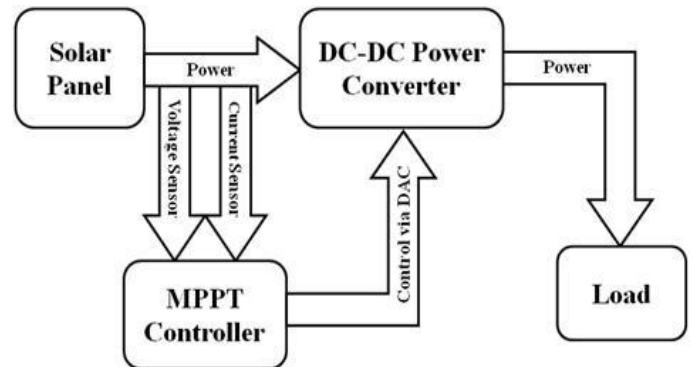 Solar
Panel
Power
DC-DC Power
Converter
Power
Voltage Sensor
Current Sensor
Control via DAC
MPPT
Controller
Load